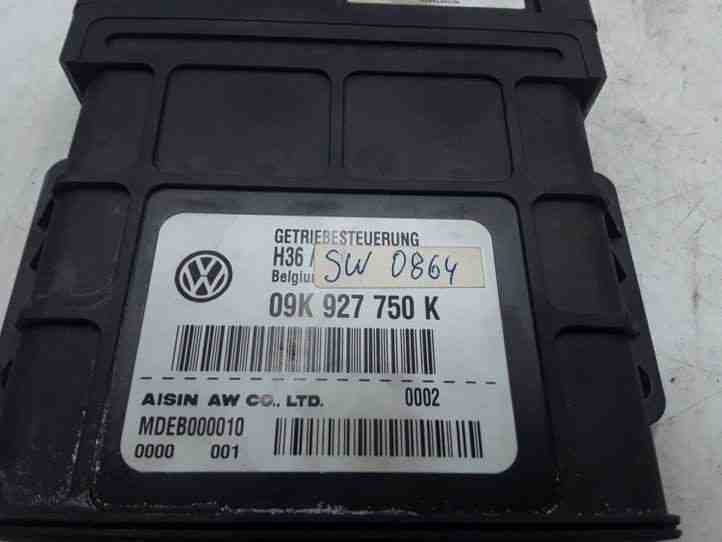 GETRIEBESTEUERUNG
H36 /
SW 0864
09K 927 750 K
AISIN AW CO., LTD. 0002
MDEB000010
0000 001